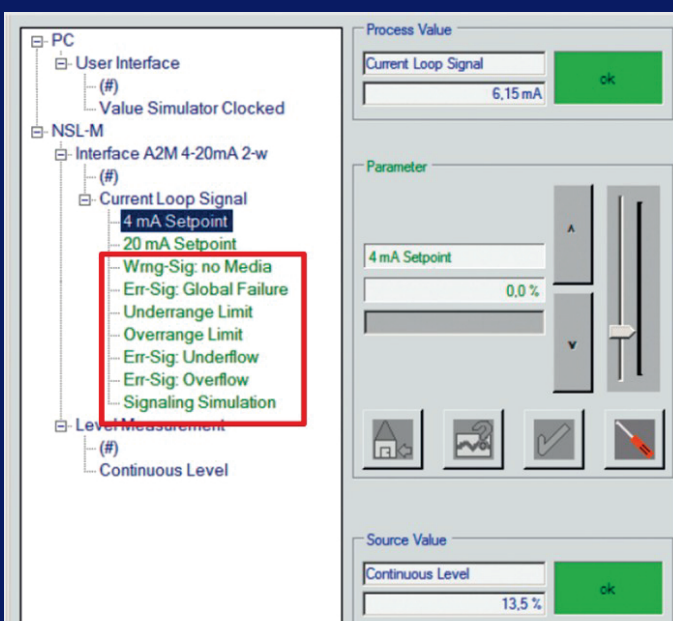 PC
User Interface
(#)
Value Simulator Clocked
NSL-M
Interface A2M 4-20mA 2-w
(#)
Current Loop Signal
4 mA Setpoint
20 mA Setpoint
Wrng-Sig: no Media
Err-Sig: Global Failure
Underrange Limit
Overrange Limit
Err-Sig: Underflow
Err-Sig: Overflow
Signaling Simulation
Level Measurement
(#)
Continuous Level
Process Value
Current Loop Signal
6,15 mA
ok
Parameter
4 mA Setpoint
0,0 %
Source Value
Continuous Level
13,5 %
ok